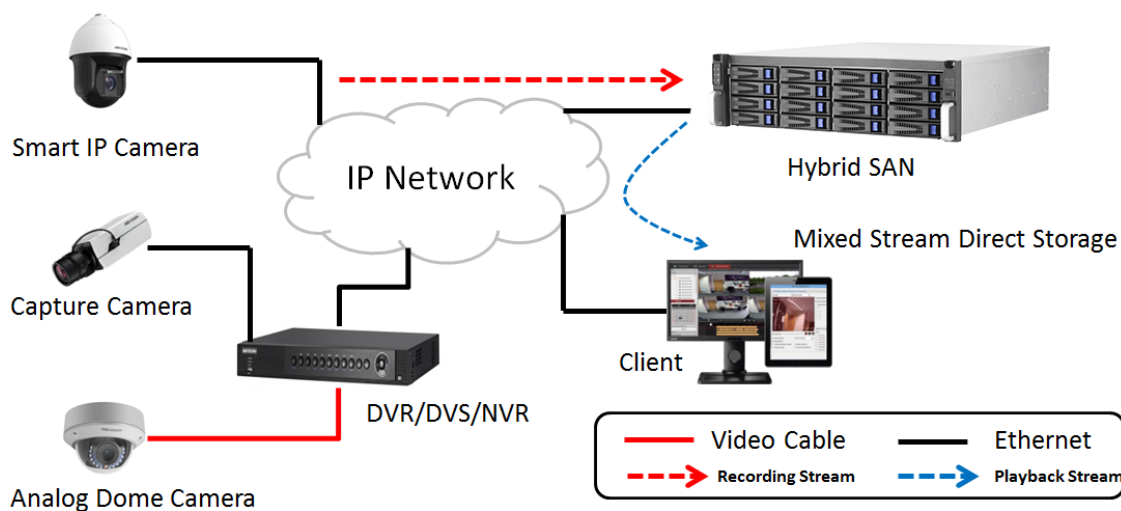 Smart IP Camera
IP Network
Hybrid SAN
Mixed Stream Direct Storage
Capture Camera
Client
DVR/DVS/NVR
Analog Dome Camera
Video Cable
Ethernet
Recording Stream
Playback Stream